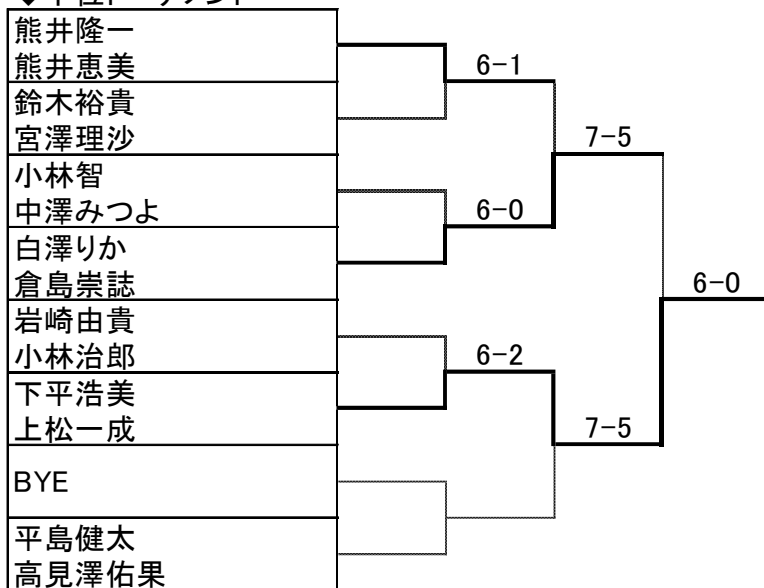 熊井隆一
熊井恵美
6-1
鈴木裕貴
宮澤理沙
7-5
小林智
中澤みつよ
6-0
白澤りか
倉島崇誌
6-0
岩崎由貴
小林治郎
6-2
下平浩美
上松一成
7-5
BYE
平島健太
高見澤佑果